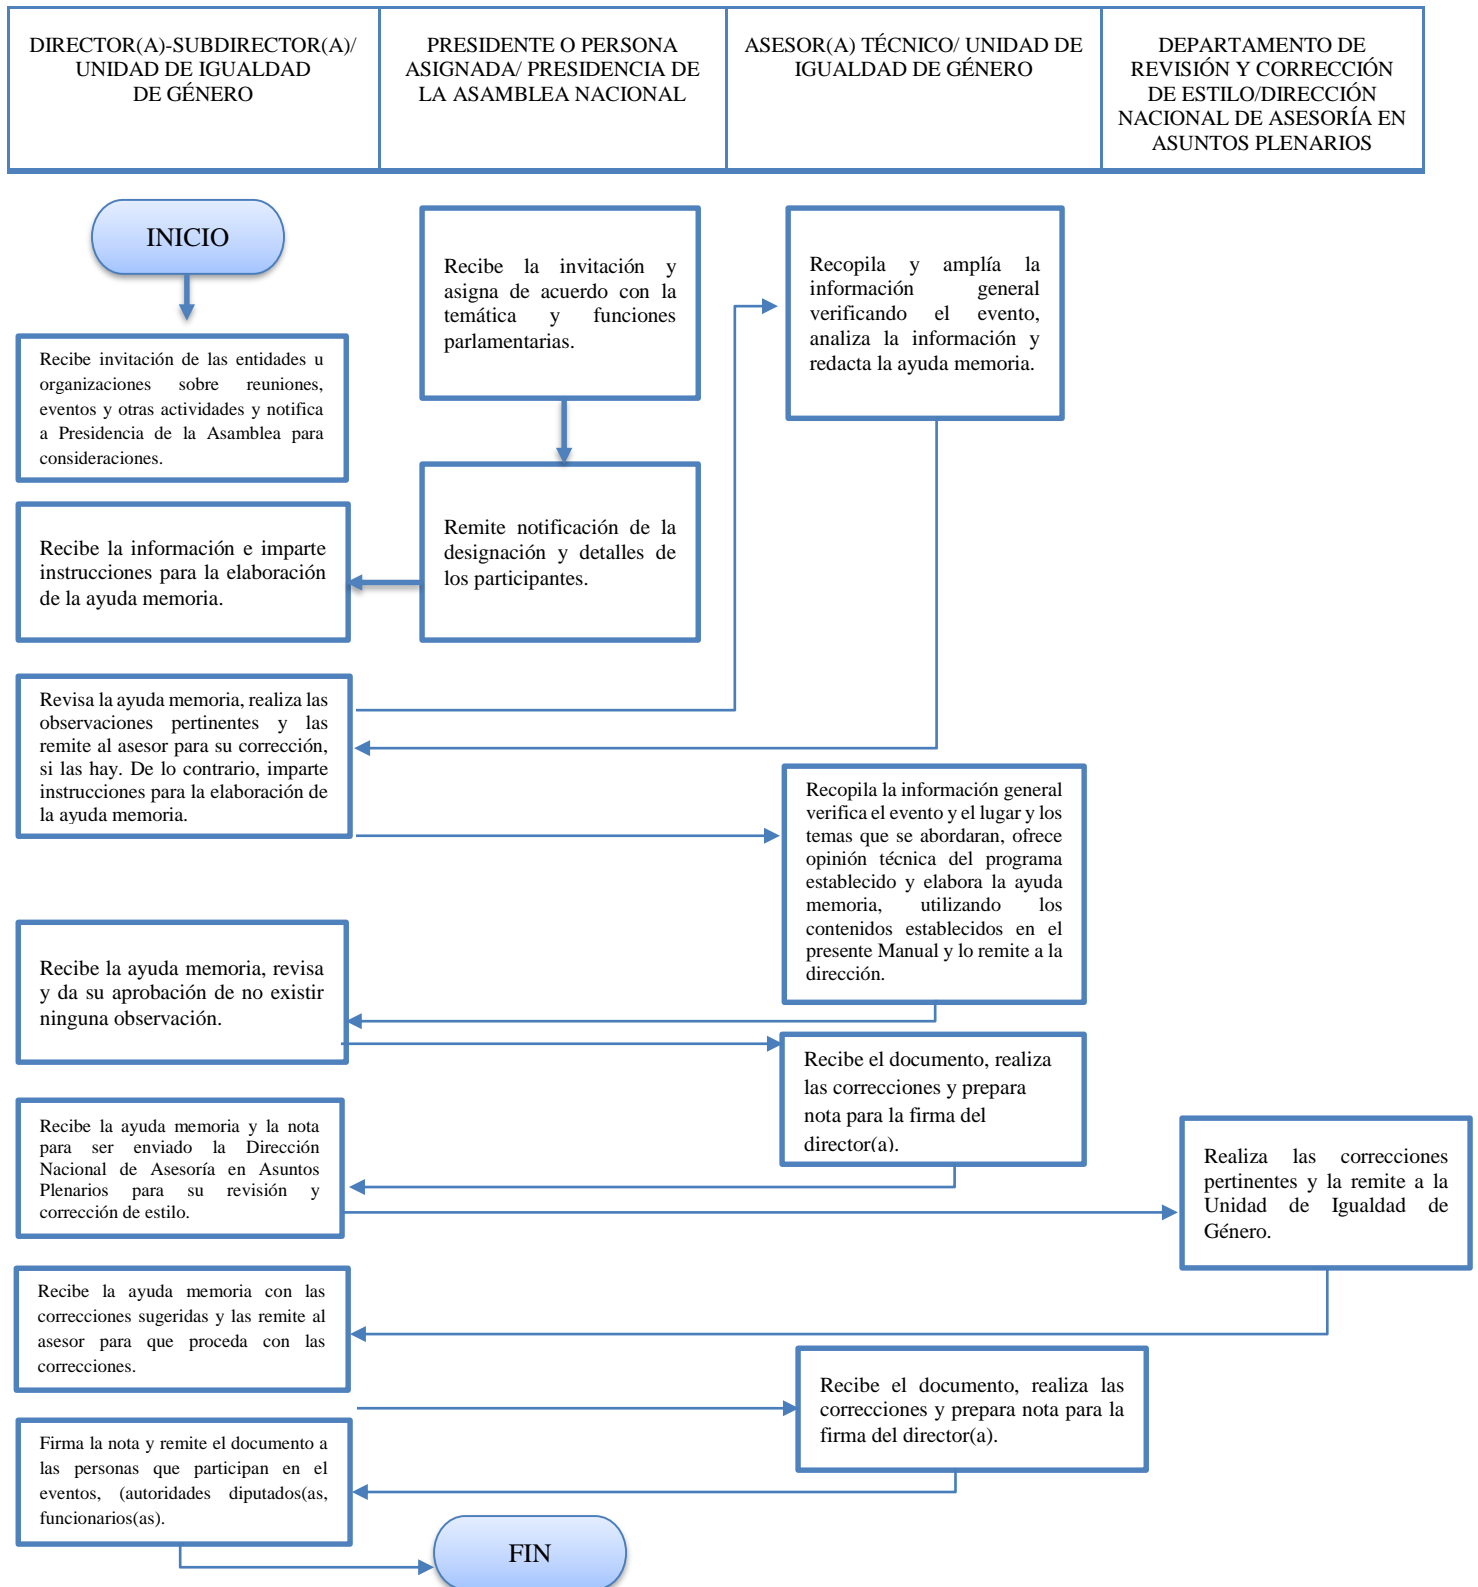 DIRECTOR(A)-SUBDIRECTOR(A)/
UNIDAD DE IGUALDAD
DE GÉNERO
PRESIDENTE O PERSONA
ASIGNADA/ PRESIDENCIA DE
LA ASAMBLEA NACIONAL
ASESOR(A) TÉCNICO/ UNIDAD DE
IGUALDAD DE GÉNERO
DEPARTAMENTO DE
REVISIÓN Y CORRECCIÓN
DE ESTILO/DIRECCIÓN
NACIONAL DE ASESORÍA EN
ASUNTOS PLENARIOS
INICIO
Recibe invitación de las entidades u
organizaciones sobre reuniones,
eventos y otras actividades y notifica
a Presidencia de la Asamblea para
consideraciones.
Recibe la invitación y
asigna de acuerdo con la
temática y funciones
parlamentarias.
Remite notificación de la
designación y detalles de
los participantes.
Recibe la información e imparte
instrucciones para la elaboración
de la ayuda memoria.
Recopila y amplía la
información general
verificando el evento,
analiza la información y
redacta la ayuda memoria.
Revisa la ayuda memoria, realiza las
observaciones pertinentes y las
remite al asesor para su corrección,
si las hay. De lo contrario, imparte
instrucciones para la elaboración de
la ayuda memoria.
Recopila la información general
verifica el evento y el lugar y los
temas que se abordaran, ofrece
opinión técnica del programa
establecido y elabora la ayuda
memoria, utilizando los
contenidos establecidos en el
presente Manual y lo remite a la
dirección.
Recibe la ayuda memoria, revisa
y da su aprobación de no existir
ninguna observación.
Recibe el documento, realiza
las correcciones y prepara
nota para la firma del
director(a).
Recibe la ayuda memoria y la nota
para ser enviado la Dirección
Nacional de Asesoría en Asuntos
Plenarios para su revisión y
corrección de estilo.
Realiza las correcciones
pertinentes y la remite a la
Unidad de Igualdad de
Género.
Recibe la ayuda memoria con las
correcciones sugeridas y las remite al
asesor para que proceda con las
correcciones.
Recibe el documento, realiza las
correcciones y prepara nota para la
firma del director(a).
Firma la nota y remite el documento a
las personas que participan en el
eventos, (autoridades diputados(as,
funcionarios(as).
FIN